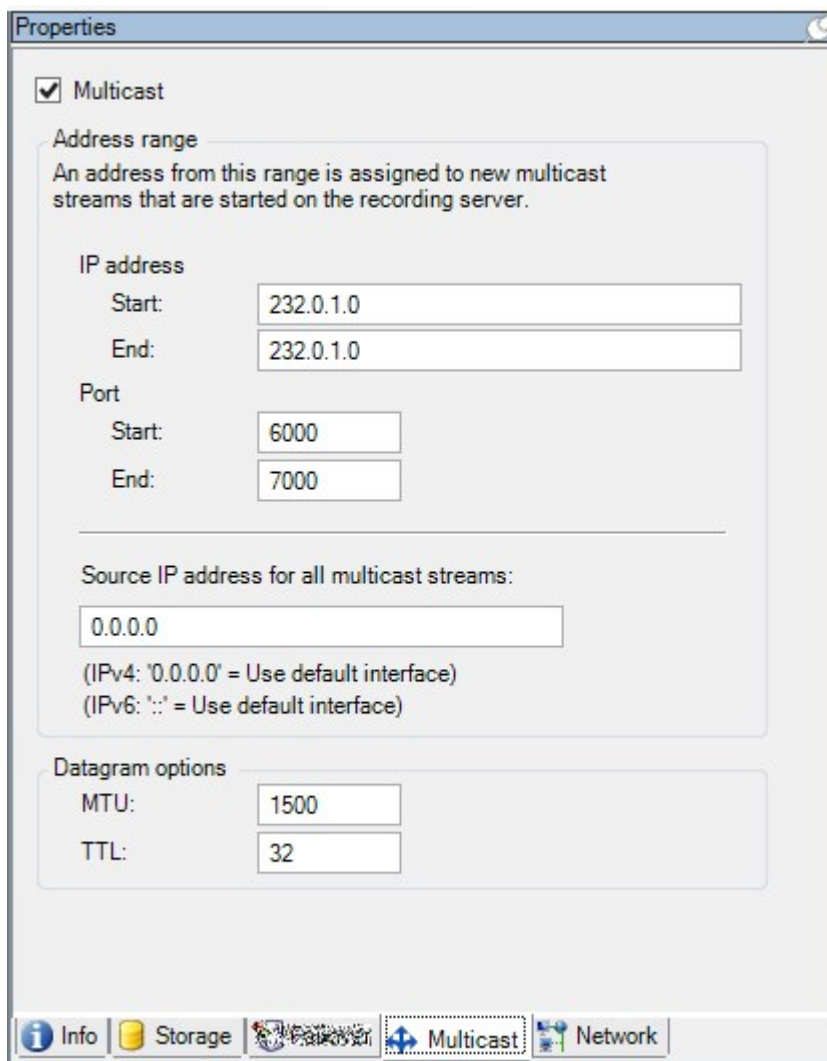 Properties
Multicast
Address range
An address from this range is assigned to new multicast
streams that are started on the recording server.
IP address
Start: 232.0.1.0
End: 232.0.1.0
Port
Start: 6000
End: 7000
Source IP address for all multicast streams:
0.0.0.0
(IPv4: '0.0.0.0' = Use default interface)
(IPv6: '::' = Use default interface)
Datagram options
MTU: 1500
TTL: 32
Info Storage Multicast Network